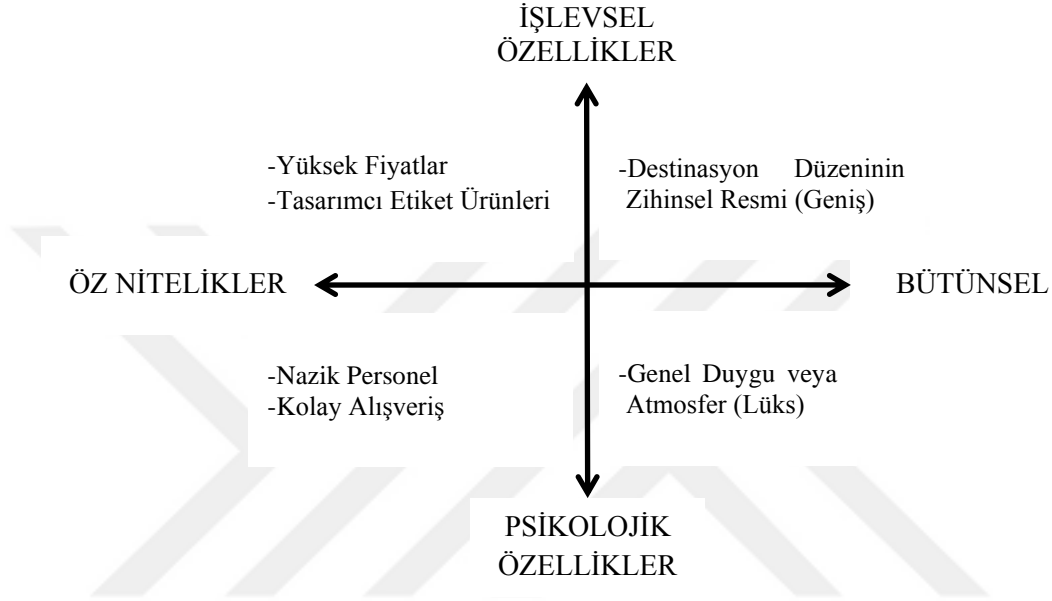 İŞLEVSEL
ÖZELLİKLER
-Yüksek Fiyatlar
-Tasarımcı Etiket Ürünleri
-Destinasyon Düzeninin
Zihinsel Resmi (Geniş)
ÖZ NİTELİKLER
BÜTÜNSEL
-Nazik Personel
-Kolay Alışveriş
-Genel Duygu veya
Atmosfer (Lüks)
PSİKOLOJİK
ÖZELLİKLER